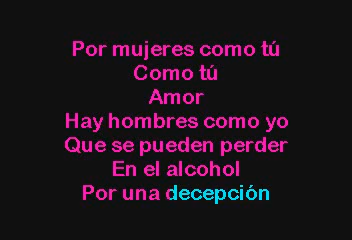 Por mujeres como tú
Como tú
Amor
Hay hombres como yo
Que se pueden perder
En el alcohol
Por una decepción